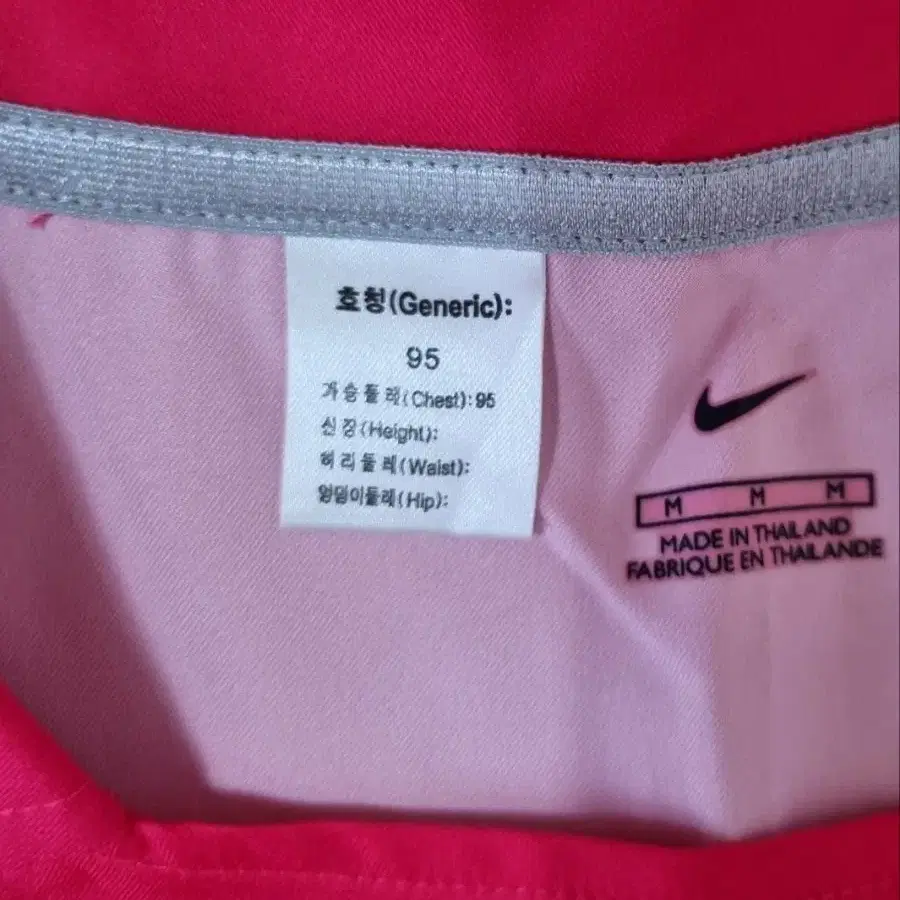 호칭(Generic):
95
가슴둘레(Chest):95
신장(Height):
허리둘레(Waist):
엉덩이둘레(Hip):
M M M
MADE IN THAILAND
FABRIQUE EN THAILANDE